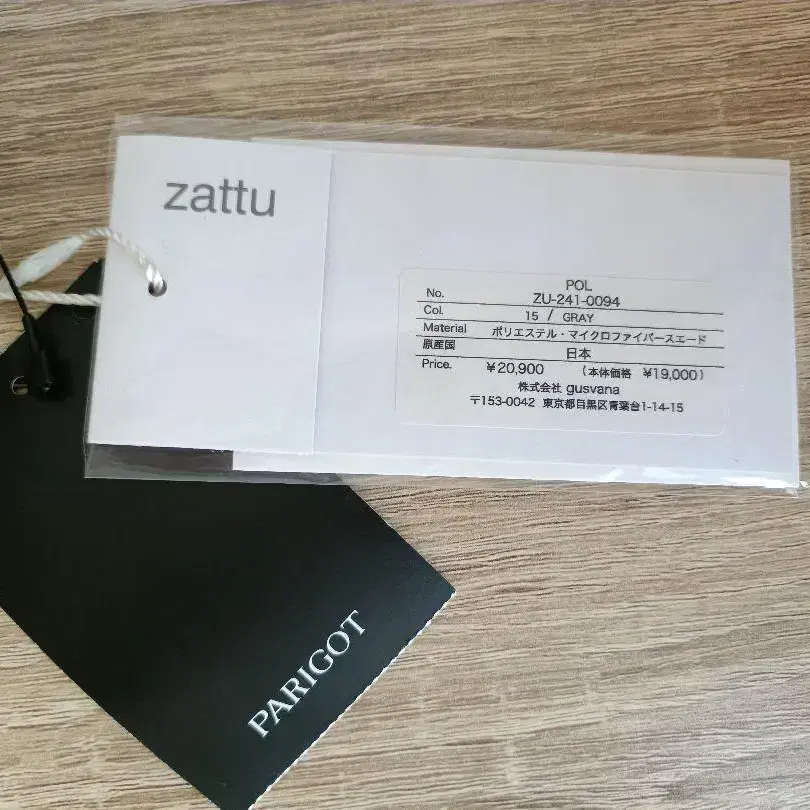 zattu
POL
No. ZU-241-0094
Col. 15 / GRAY
Material ポリエステル・マイクロファイバースエード
原産国 日本
Price. ¥20,900 (本体価格 ¥19,000)
株式会社 gusvana
〒153-0042 東京都目黒区青葉台1-14-15
PARIGOT